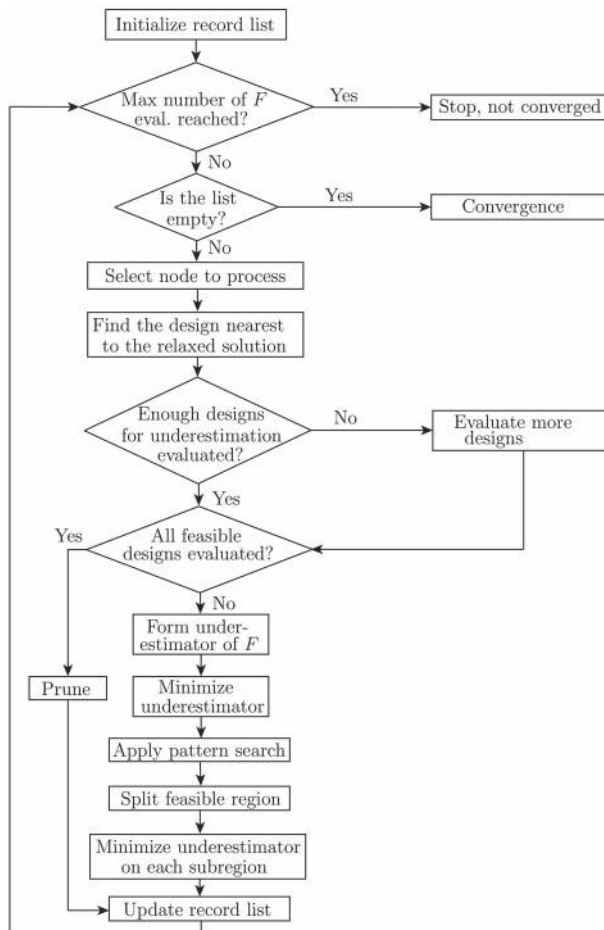 Initialize record list
Max number of F
eval. reached?
Yes
Stop, not converged
No
Is the list
empty?
Yes
Convergence
No
Select node to process
Find the design nearest
to the relaxed solution
Enough designs
for underestimation
evaluated?
No
Evaluate more
designs
Yes
Yes
All feasible
designs evaluated?
No
Form under-
estimator of F
Prune
Minimize
underestimator
Apply pattern search
Split feasible region
Minimize underestimator
on each subregion
Update record list